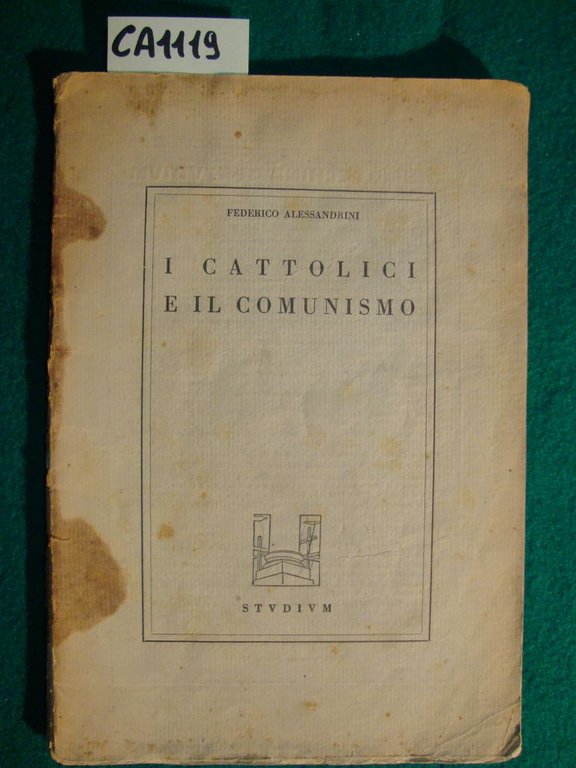 CA1119
FEDERICO ALESSANDRINI
I CATTOLICI
E IL COMUNISMO
STVDIVM